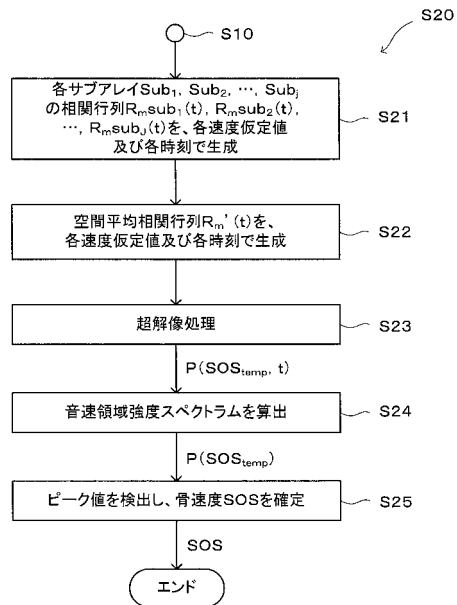 S10
S20
各サブアレイSub₁, Sub₂, …, Subⱼ
の相関行列Rₘsub₁(t), Rₘsub₂(t),
…, Rₘsub_J(t)を、各速度仮定値
及び各時刻で生成
S21
空間平均相関行列Rₘ'(t)を、
各速度仮定値及び各時刻で生成
S22
超解像処理
S23
P(SOS_temp, t)
音速領域強度スペクトラムを算出
S24
P(SOS_temp)
ピーク値を検出し、骨速度SOSを確定
S25
SOS
エンド